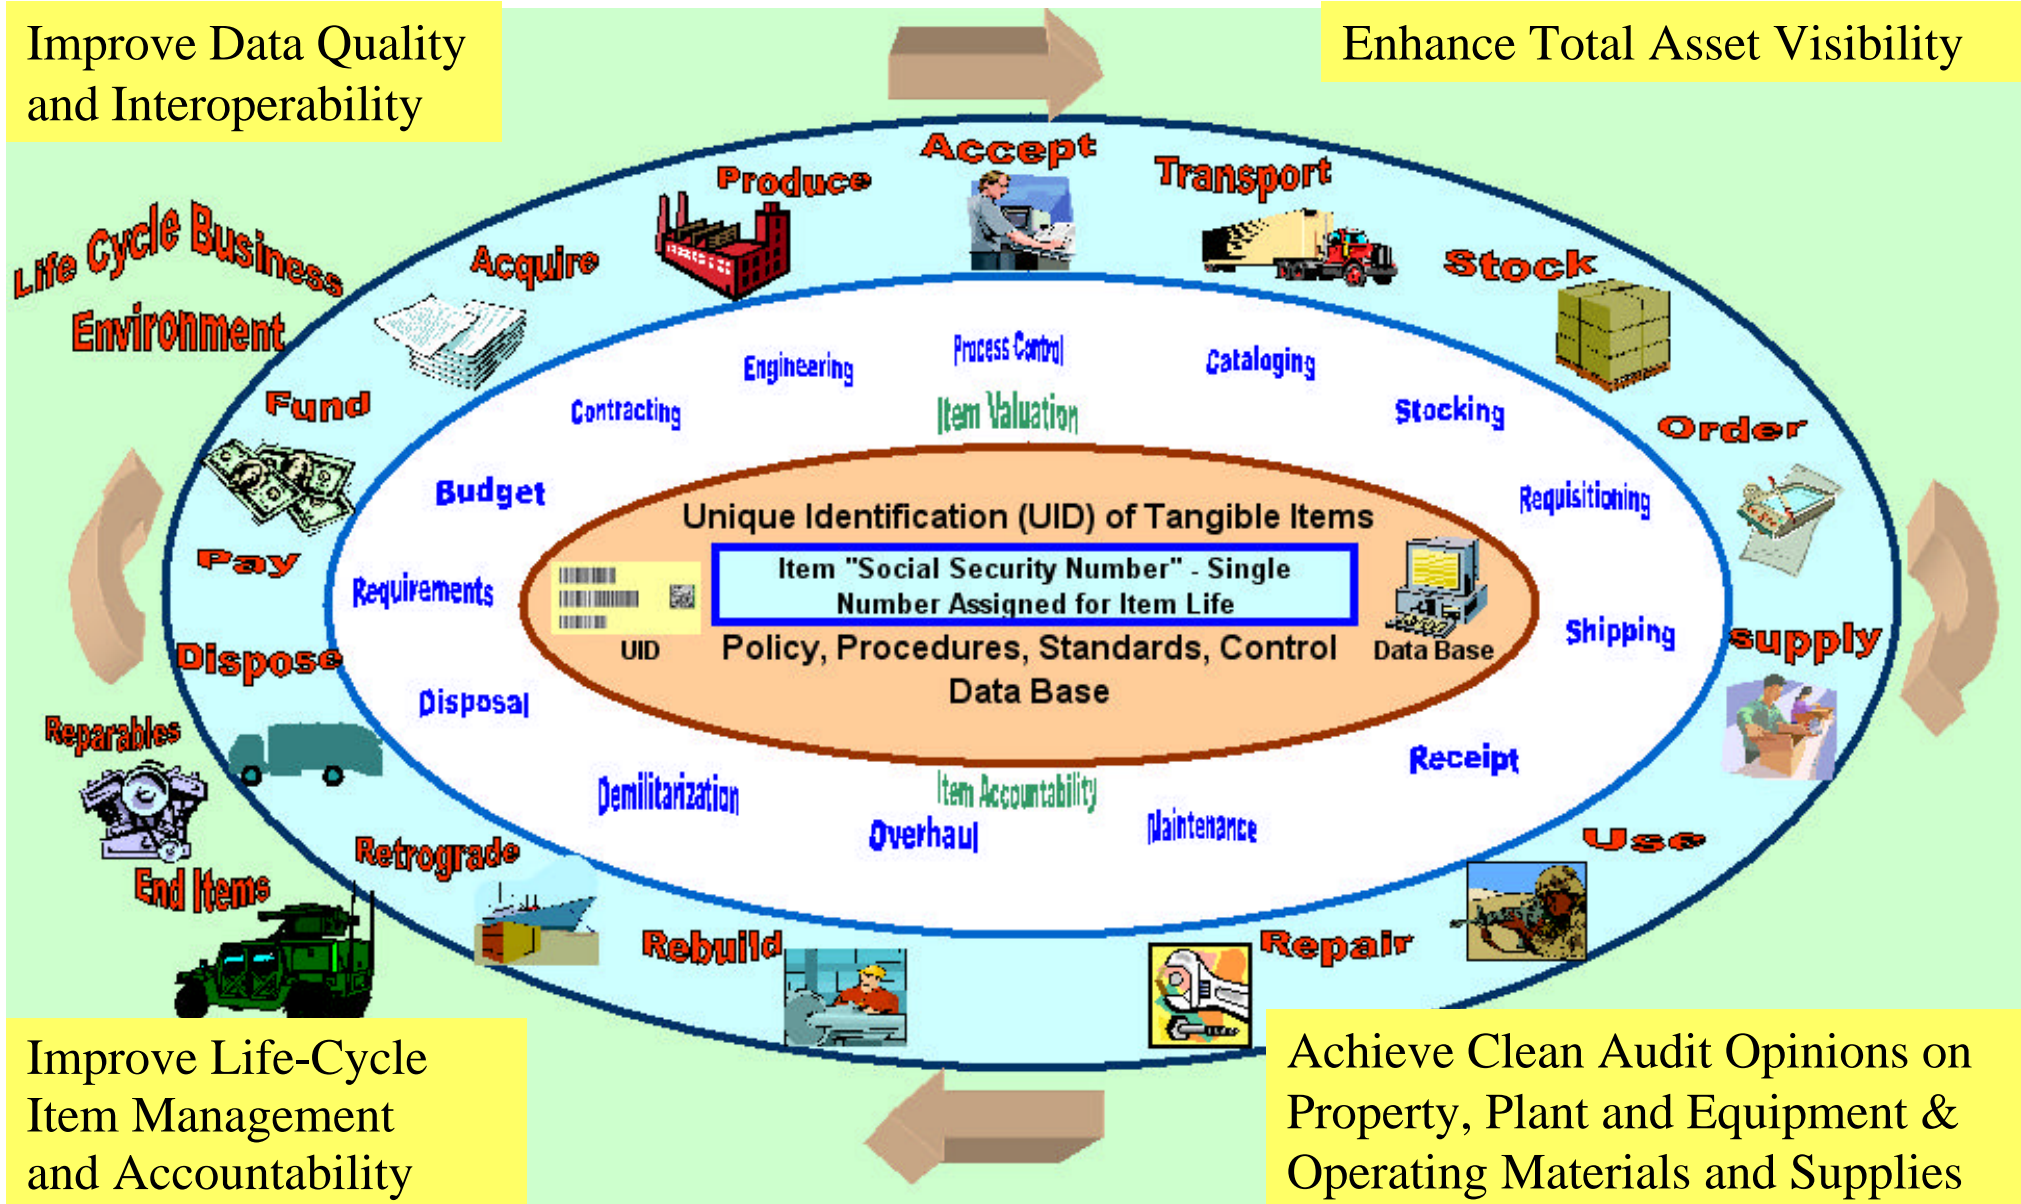 Improve Data Quality
and Interoperability
Enhance Total Asset Visibility
Life Cycle Business
Environment
Accept
Produce
Transport
Acquire
Stock
Fund
Order
Pay
supply
Dispose
Use
Retrograde
Rebuild
Repair
Reparables
End Items
Process Control
Engineering
Cataloging
Contracting
Item Valuation
Stocking
Budget
Requisitioning
Requirements
Shipping
Disposal
Receipt
Demilitarization
Item Accountability
Overhaul
Maintenance
Unique Identification (UID) of Tangible Items
Item "Social Security Number" - Single
Number Assigned for Item Life
UID
Policy, Procedures, Standards, Control
Data Base
Data Base
Improve Life-Cycle
Item Management
and Accountability
Achieve Clean Audit Opinions on
Property, Plant and Equipment &
Operating Materials and Supplies